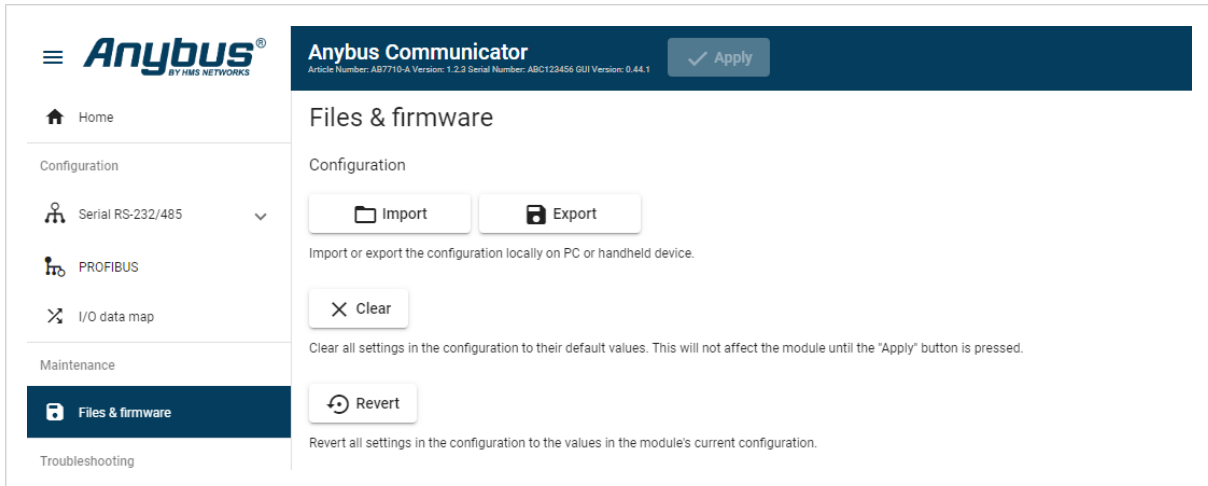 Anybus®
BY HMS NETWORKS
Anybus Communicator
Article Number: AB7710-A Version: 1.2.3 Serial Number: ABC123456 GUI Version: 0.44.1
Apply
Home
Configuration
Serial RS-232/485
PROFIBUS
I/O data map
Maintenance
Files & firmware
Troubleshooting
Files & firmware
Configuration
Import
Export
Import or export the configuration locally on PC or handheld device.
Clear
Clear all settings in the configuration to their default values. This will not affect the module until the "Apply" button is pressed.
Revert
Revert all settings in the configuration to the values in the module's current configuration.